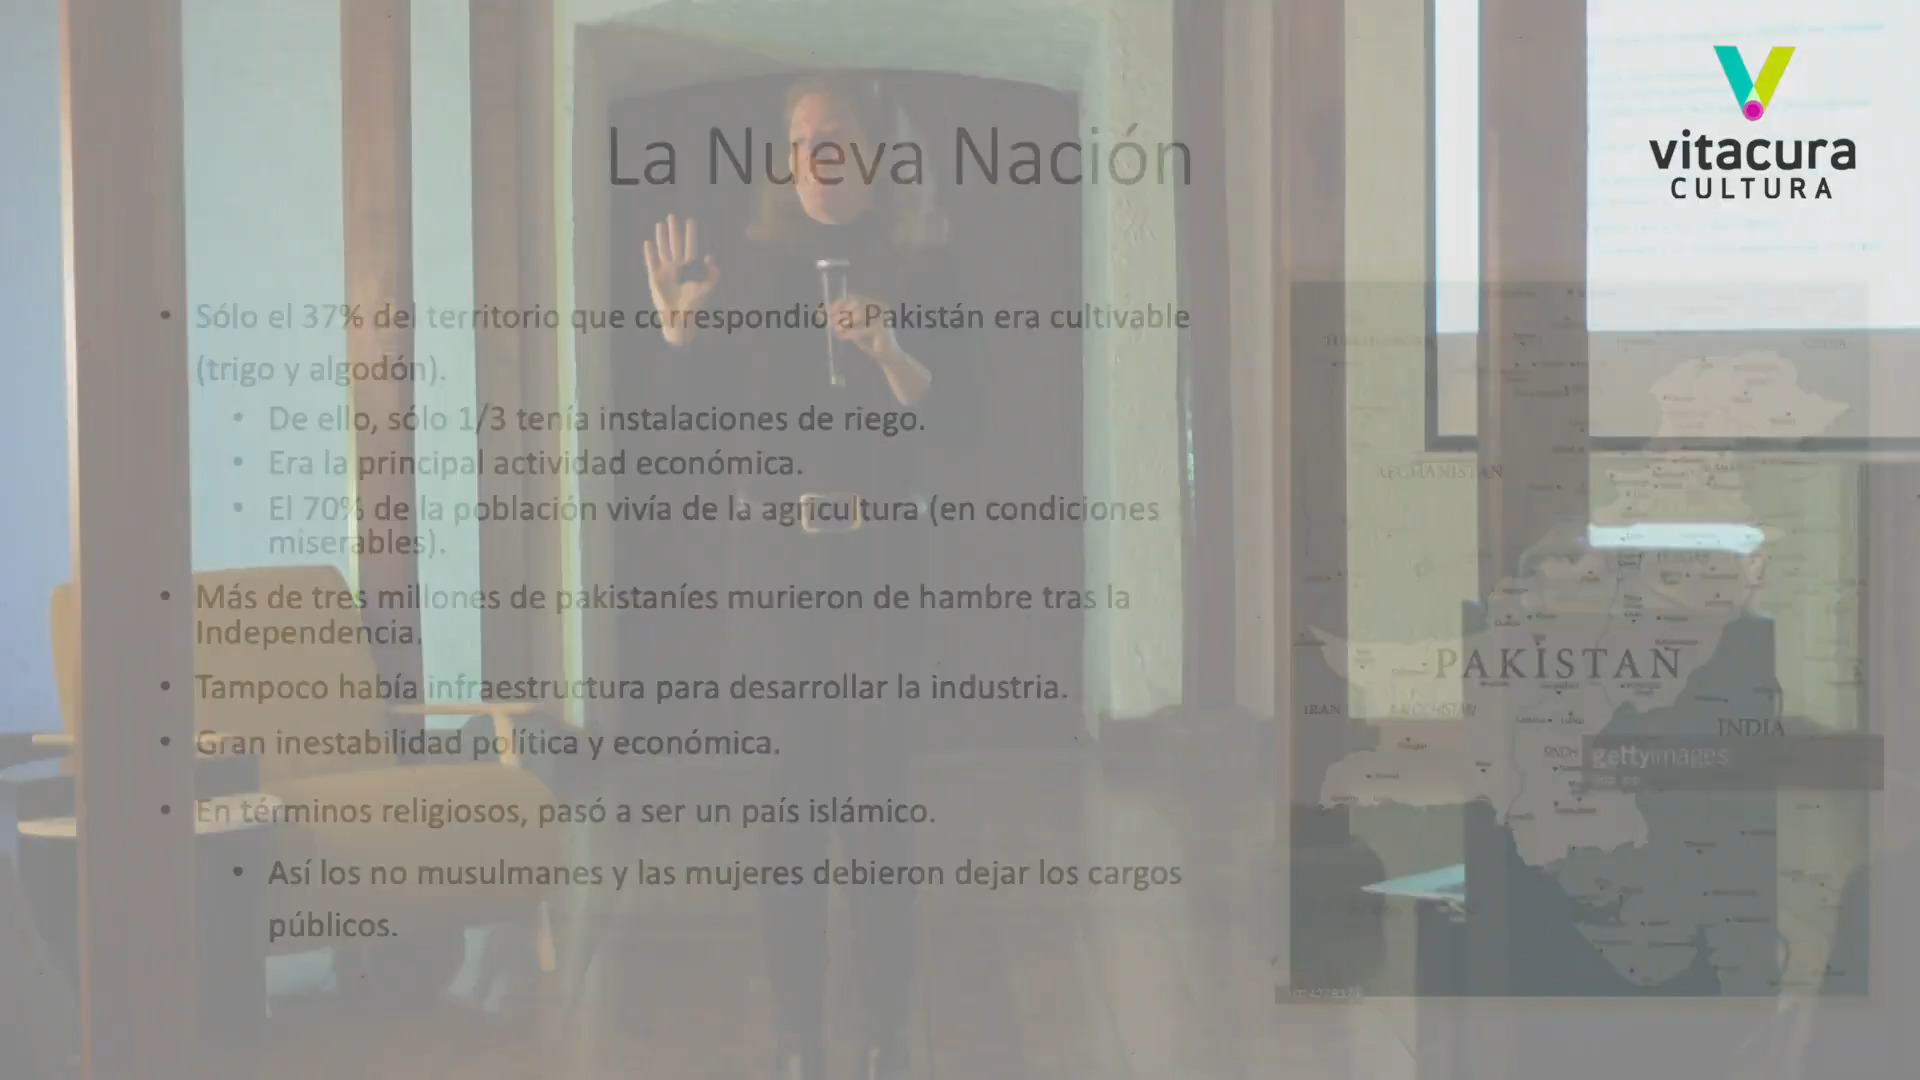 vitacura
CULTURA
La Nueva Nación
• Sólo el 37% del territorio que correspondió a Pakistán era cultivable
(trigo y algodón).
• De ello, sólo 1/3 tenía instalaciones de riego.
• Era la principal actividad económica.
• El 70% de la población vivía de la agricultura (en condiciones
miserables).
• Más de tres millones de pakistaníes murieron de hambre tras la
Independencia.
• Tampoco había infraestructura para desarrollar la industria.
• Gran inestabilidad política y económica.
• En términos religiosos, pasó a ser un país islámico.
• Así los no musulmanes y las mujeres debieron dejar los cargos
públicos.
AFGHANISTAN
PAKISTAN
IRAN
BALOCHISTAN
INDIA
SINDH
gettyimages